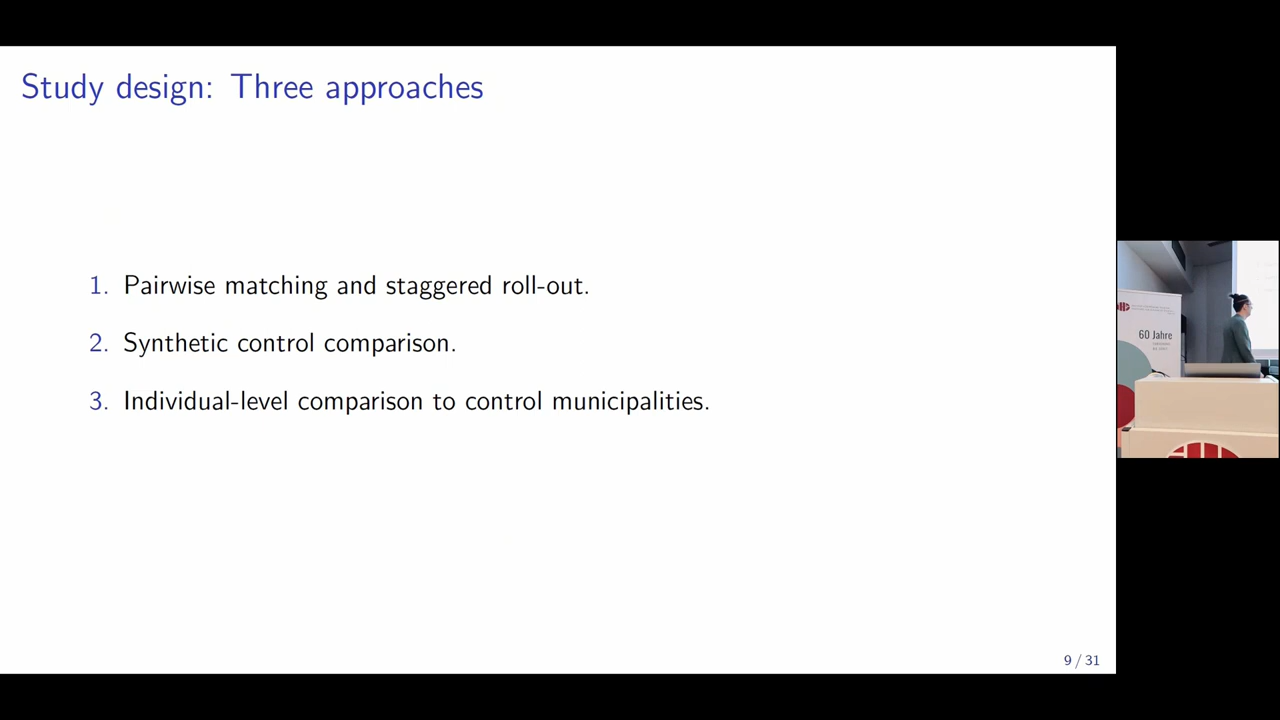 Study design: Three approaches
1. Pairwise matching and staggered roll-out.
2. Synthetic control comparison.
3. Individual-level comparison to control municipalities.
9 / 31
60 Jahre